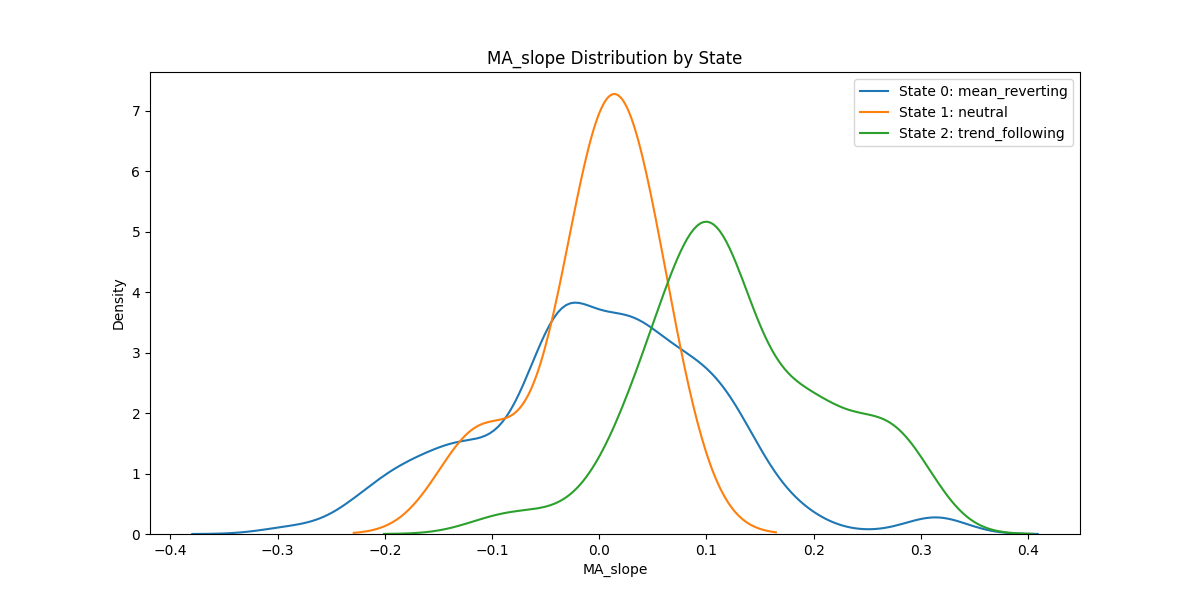 MA_slope Distribution by State
State 0: mean_reverting
State 1: neutral
State 2: trend_following
Density
7
6
5
4
3
2
1
0
−0.4 −0.3 −0.2 −0.1 0.0 0.1 0.2 0.3 0.4
MA_slope